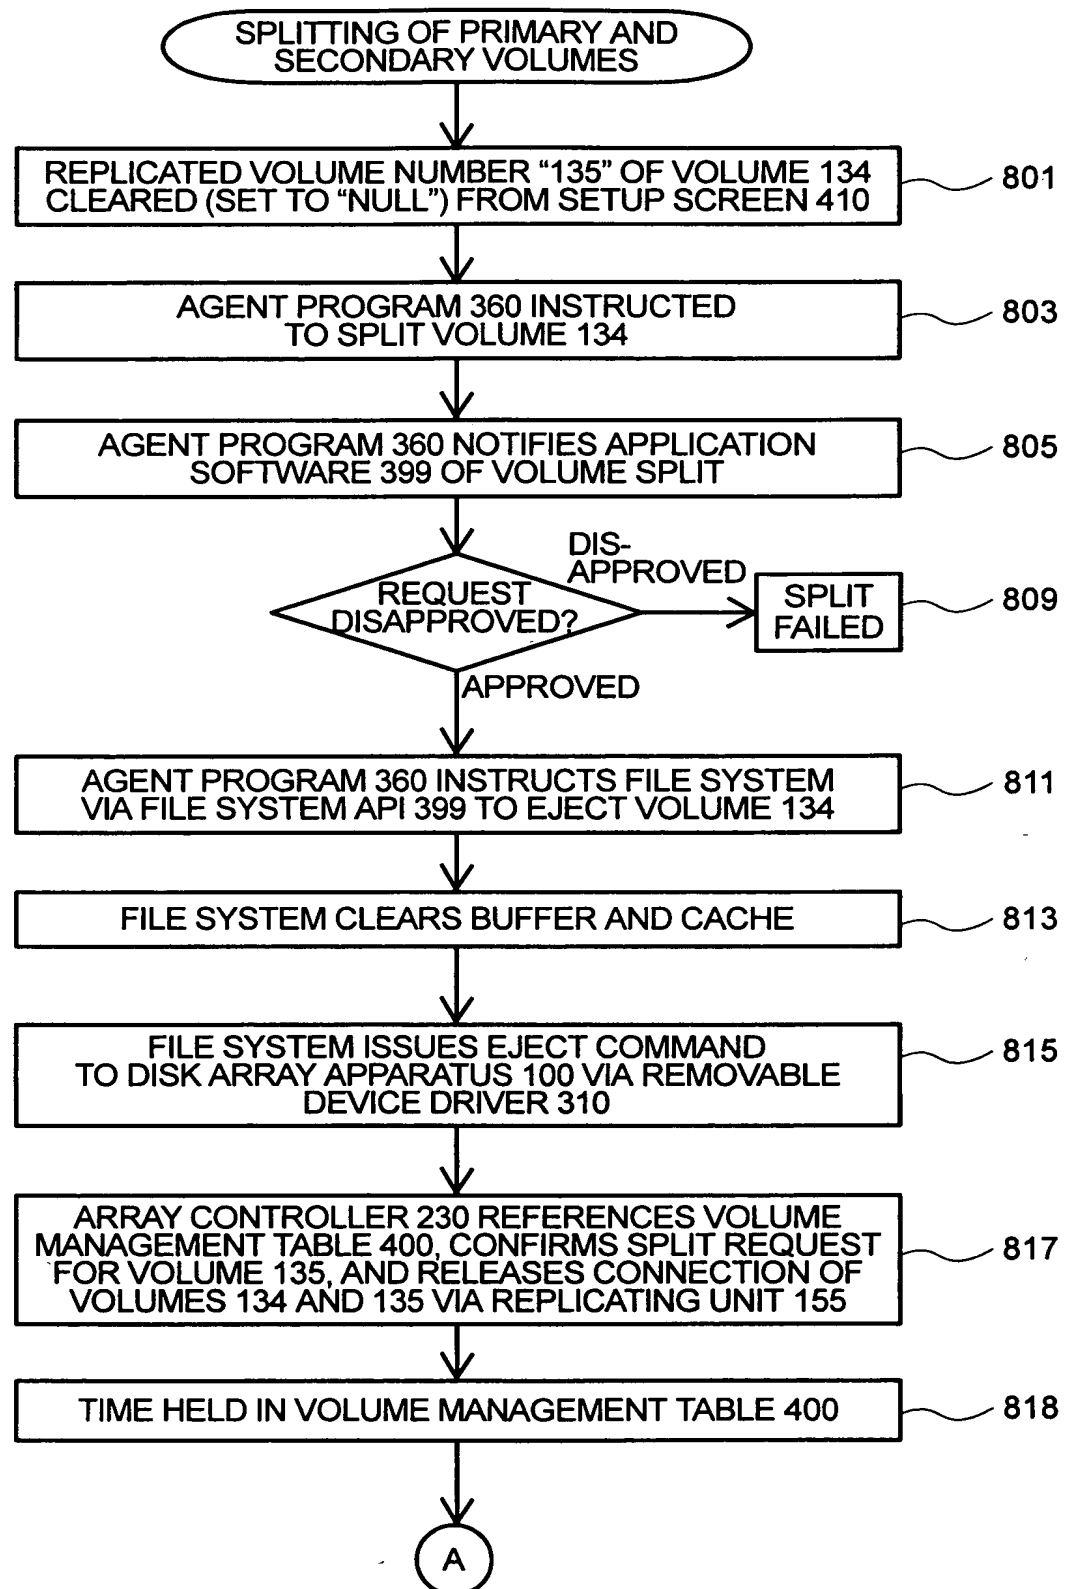 SPLITTING OF PRIMARY AND
SECONDARY VOLUMES
REPLICATED VOLUME NUMBER “135” OF VOLUME 134
CLEARED (SET TO “NULL”) FROM SETUP SCREEN 410
801
AGENT PROGRAM 360 INSTRUCTED
TO SPLIT VOLUME 134
803
AGENT PROGRAM 360 NOTIFIES APPLICATION
SOFTWARE 399 OF VOLUME SPLIT
805
REQUEST
DISAPPROVED?
DIS-
APPROVED
SPLIT
FAILED
809
APPROVED
AGENT PROGRAM 360 INSTRUCTS FILE SYSTEM
VIA FILE SYSTEM API 399 TO EJECT VOLUME 134
811
FILE SYSTEM CLEARS BUFFER AND CACHE
813
FILE SYSTEM ISSUES EJECT COMMAND
TO DISK ARRAY APPARATUS 100 VIA REMOVABLE
DEVICE DRIVER 310
815
ARRAY CONTROLLER 230 REFERENCES VOLUME
MANAGEMENT TABLE 400, CONFIRMS SPLIT REQUEST
FOR VOLUME 135, AND RELEASES CONNECTION OF
VOLUMES 134 AND 135 VIA REPLICATING UNIT 155
817
TIME HELD IN VOLUME MANAGEMENT TABLE 400
818
A